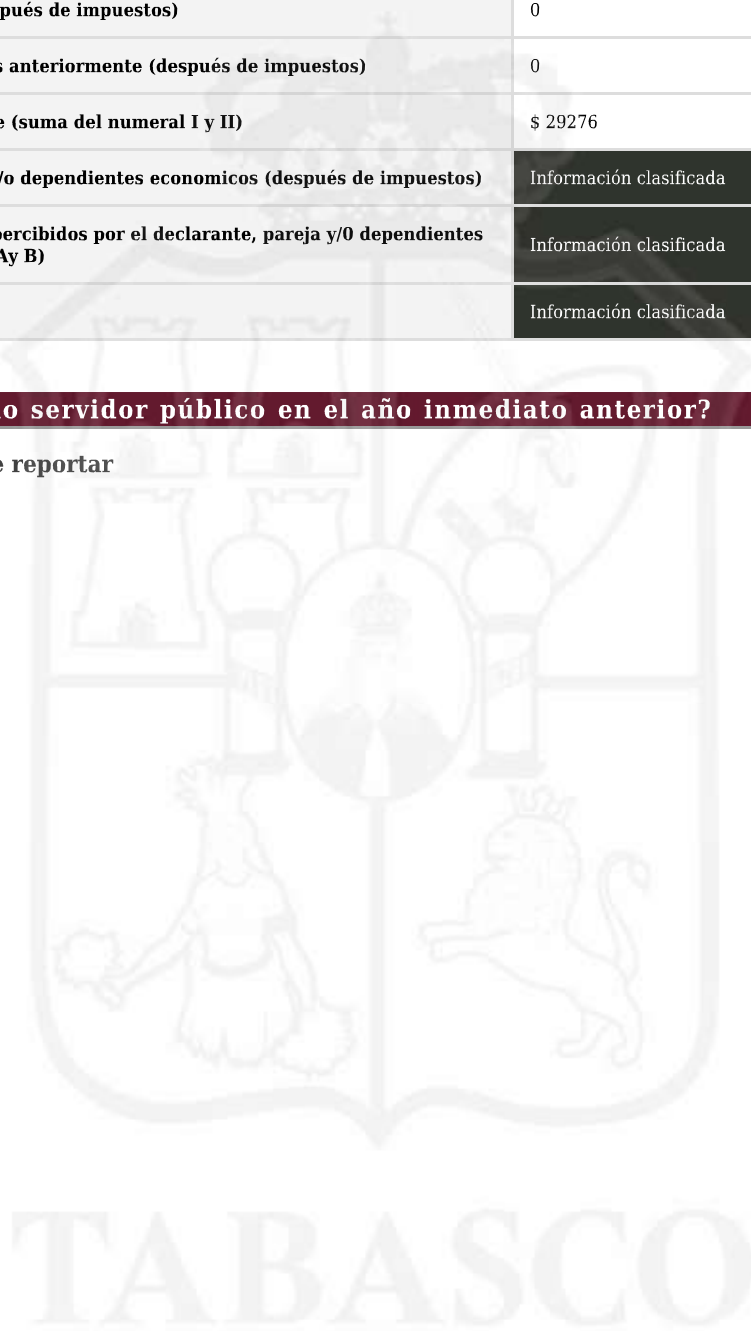 pués de impuestos) 0
s anteriormente (después de impuestos) 0
e (suma del numeral I y II) $ 29276
/o dependientes economicos (después de impuestos) Información clasificada
percibidos por el declarante, pareja y/0 dependientes
Ay B) Información clasificada
Información clasificada
lo servidor público en el año inmediato anterior?
e reportar
TABASCO